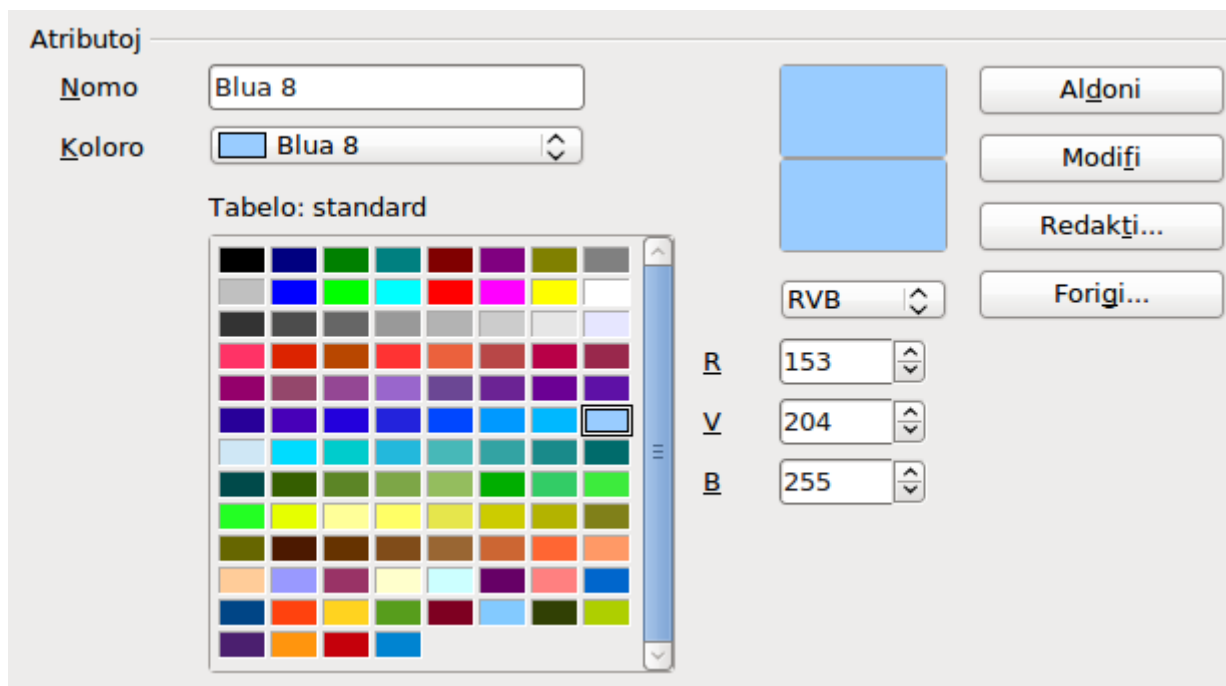 Atributoj
Nomo
Blua 8
Aldoni
Koloro
Blua 8
Modifi
Tabelo: standard
Redakti...
RVB
Forigi...
R
153
V
204
B
255